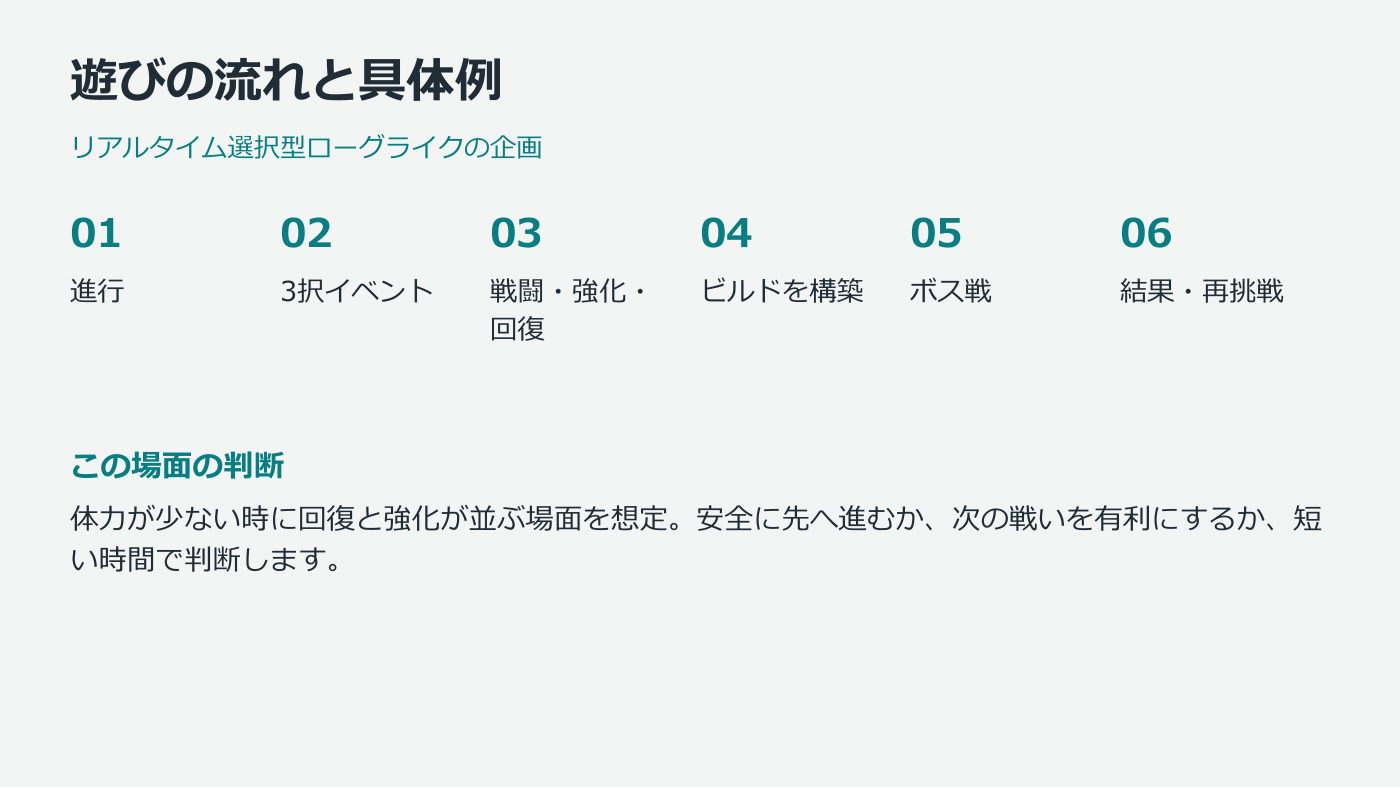 遊びの流れと具体例
リアルタイム選択型ローグライクの企画
01
進行
02
3択イベント
03
戦闘・強化・
回復
04
ビルドを構築
05
ボス戦
06
結果・再挑戦
この場面の判断
体力が少ない時に回復と強化が並ぶ場面を想定。安全に先へ進むか、次の戦いを有利にするか、短
い時間で判断します。